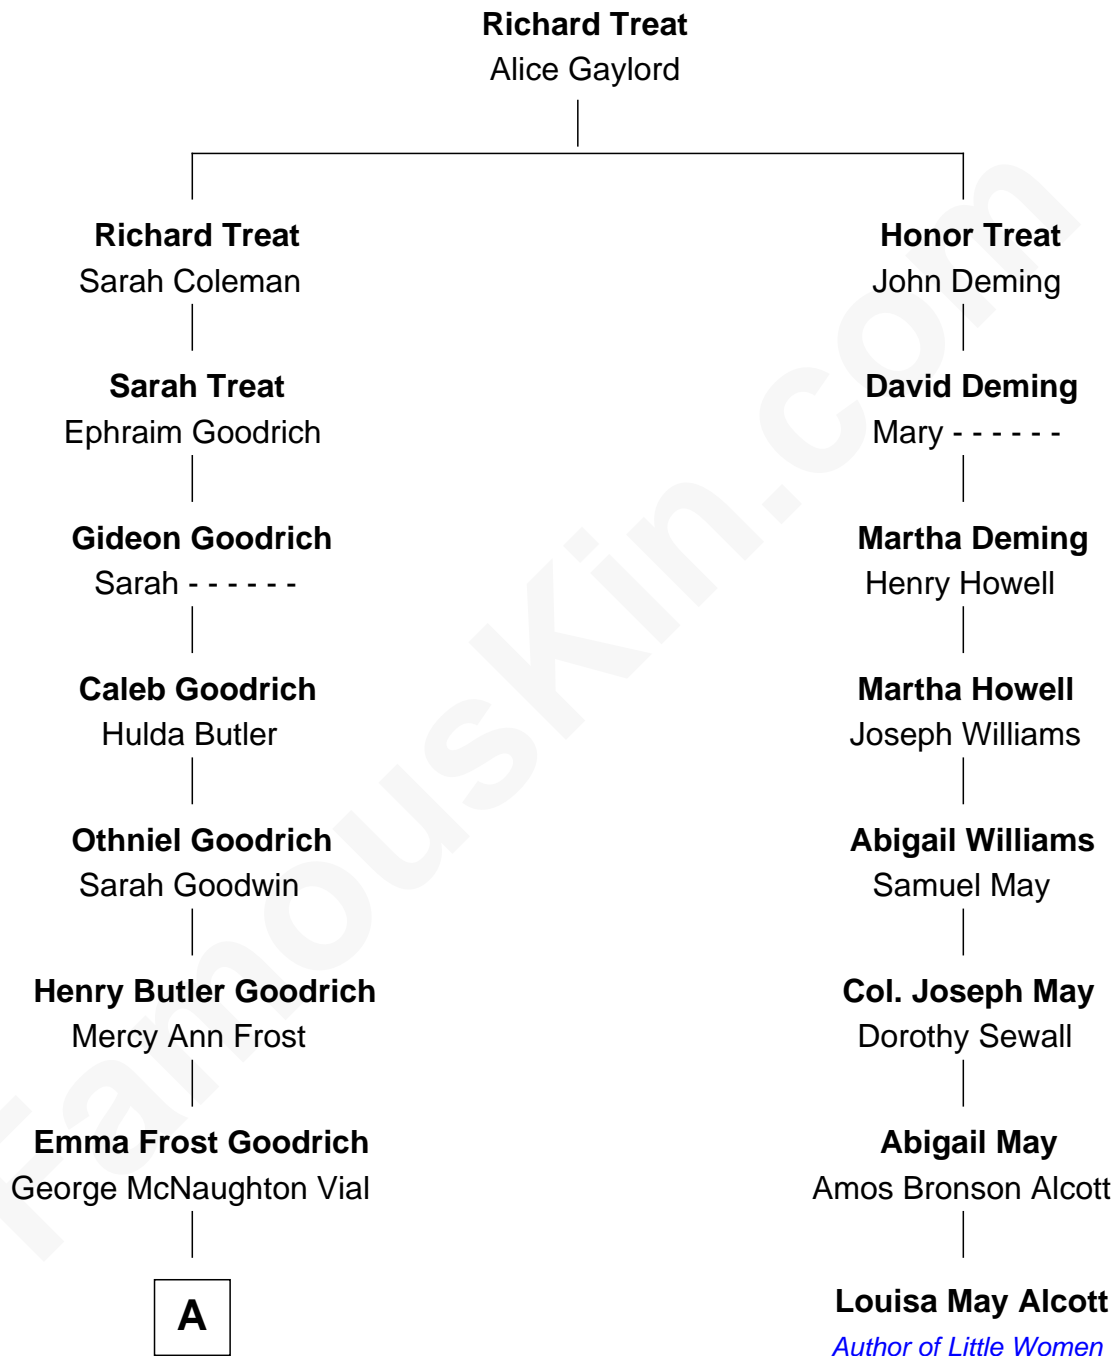 Richard Treat
Alice Gaylord
Richard Treat
Sarah Coleman
Honor Treat
John Deming
Sarah Treat
Ephraim Goodrich
David Deming
Mary - - - - - -
Gideon Goodrich
Sarah - - - - - -
Martha Deming
Henry Howell
Caleb Goodrich
Hulda Butler
Martha Howell
Joseph Williams
Othniel Goodrich
Sarah Goodwin
Abigail Williams
Samuel May
Henry Butler Goodrich
Mercy Ann Frost
Col. Joseph May
Dorothy Sewall
Emma Frost Goodrich
George McNaughton Vial
Abigail May
Amos Bronson Alcott
A
Louisa May Alcott
Author of Little Women
FamousKin.com